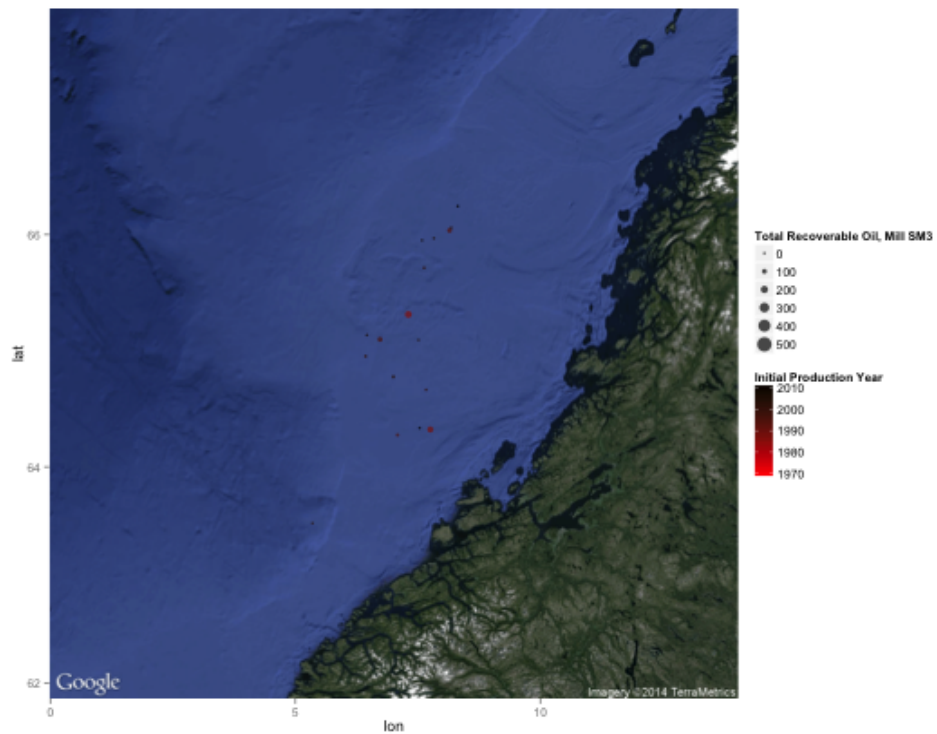 66
64
62
lat
0
5
10
lon
Google
Imagery ©2014 TerraMetrics
Total Recoverable Oil, Mill SM3
0
100
200
300
400
500
Initial Production Year
2010
2000
1990
1980
1970